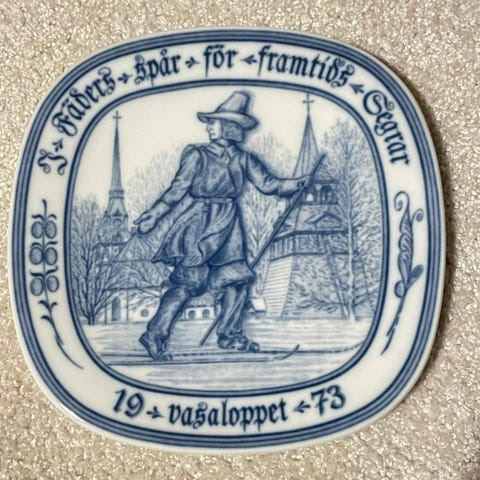 I Fäders spår för framtids Segrar
19 vasaloppet 73